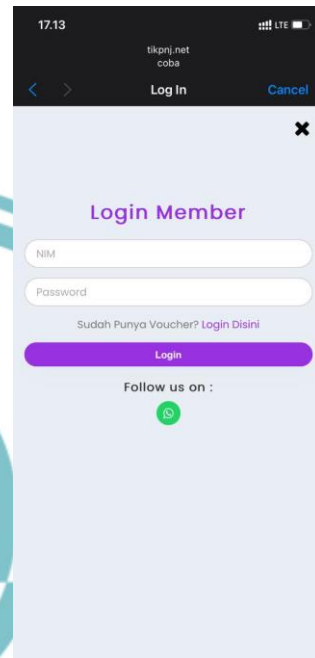 17.13
LTE
tikpnj.net
coba
Log In
Cancel
Login Member
NIM
Password
Sudah Punya Voucher? Login Disini
Login
Follow us on :